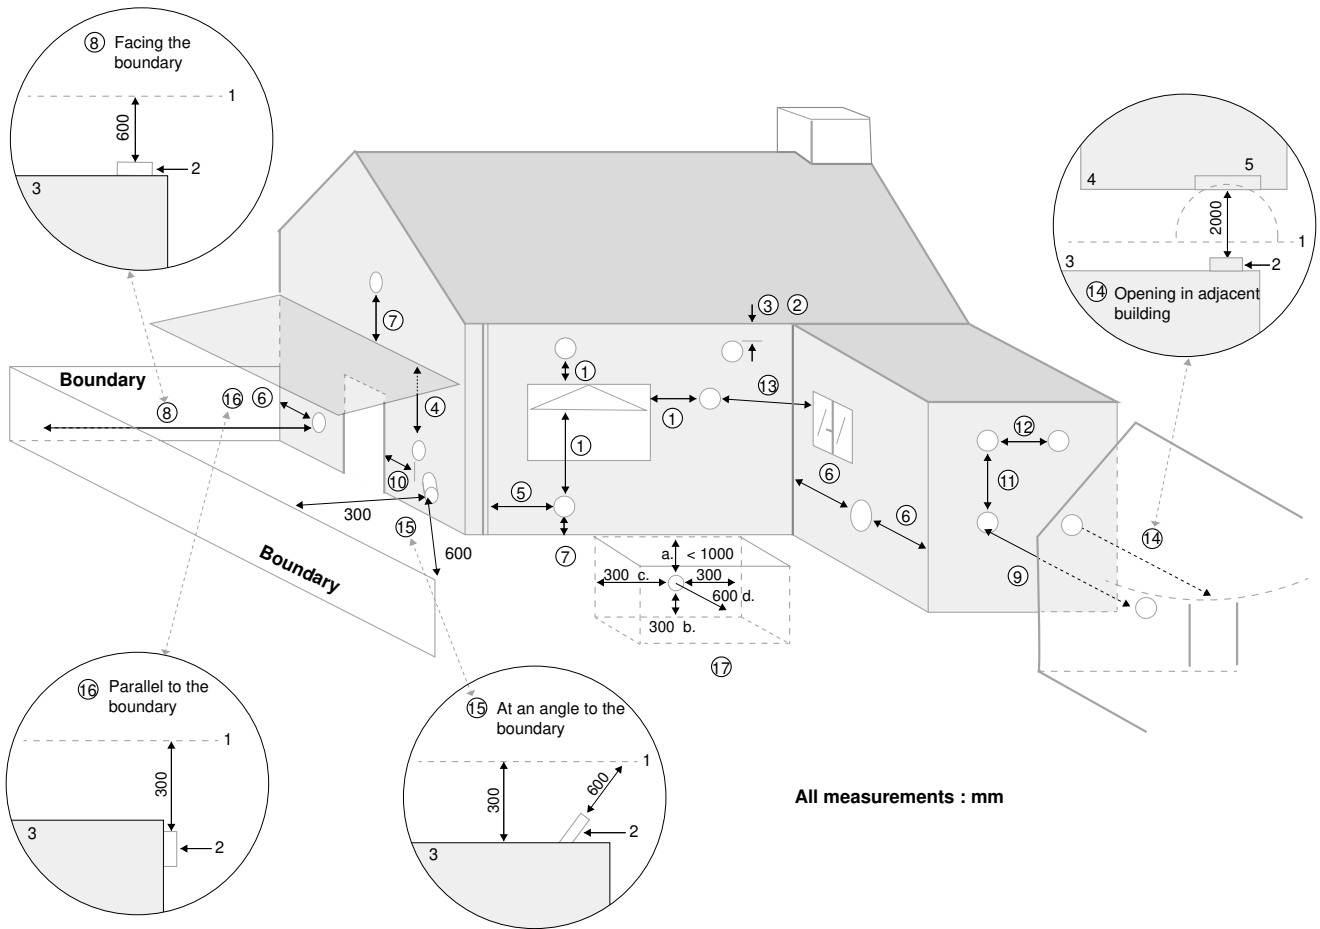 ⑧ Facing the
boundary
1
600
2
3
4
5
2000
1
3
2
⑭ Opening in adjacent
building
③ ②
⑦
Boundary
⑯ ⑥
⑧
④
①
⑬
①
①
⑫
⑪
⑥
⑥
⑩
⑤
300
⑮
600
⑦
Boundary
⑭
⑨
a. < 1000
300 c. 300
600 d.
300 b.
⑰
⑯ Parallel to the
boundary
1
300
3
2
⑮ At an angle to the
boundary
1
300
600
2
3
All measurements : mm